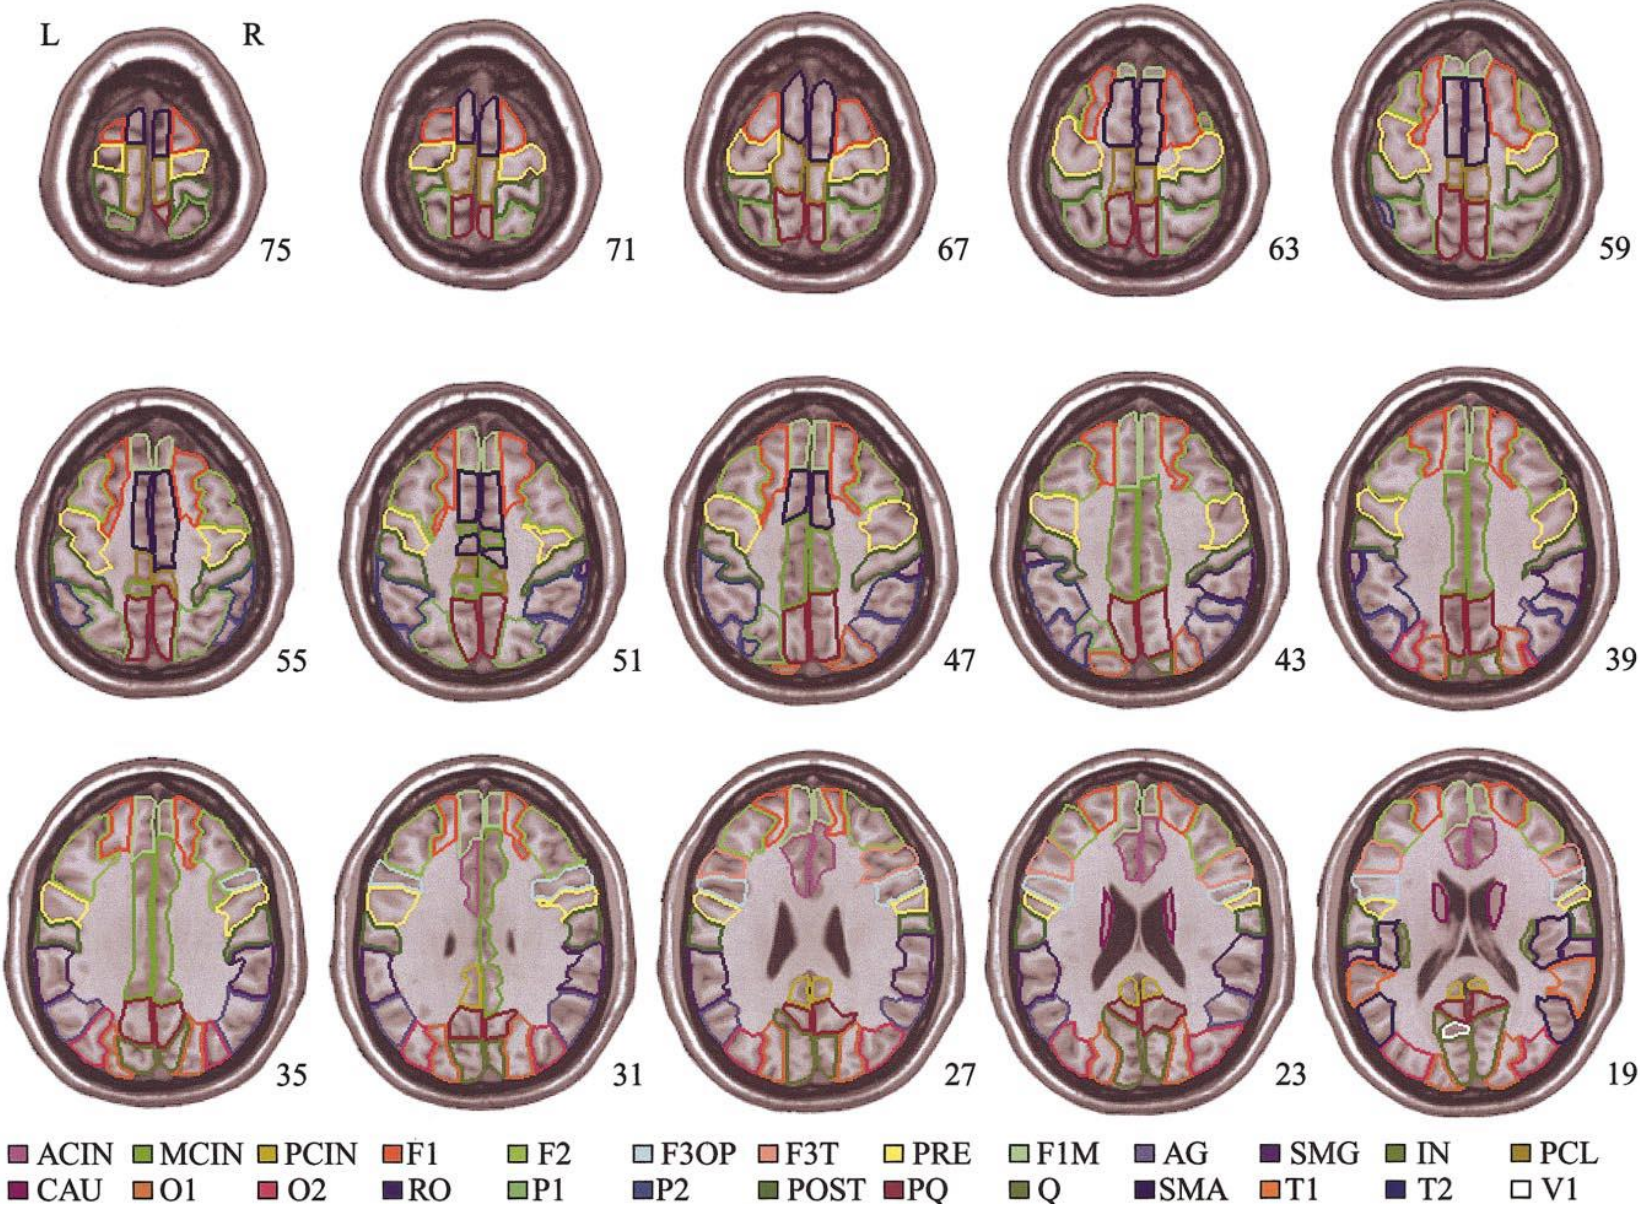 L R
75 71 67 63 59
55 51 47 43 39
35 31 27 23 19
ACIN MCIN PCIN F1 F2 F3OP F3T PRE F1M AG SMG IN PCL
CAU O1 O2 RO P1 P2 POST PQ Q SMA T1 T2 V1